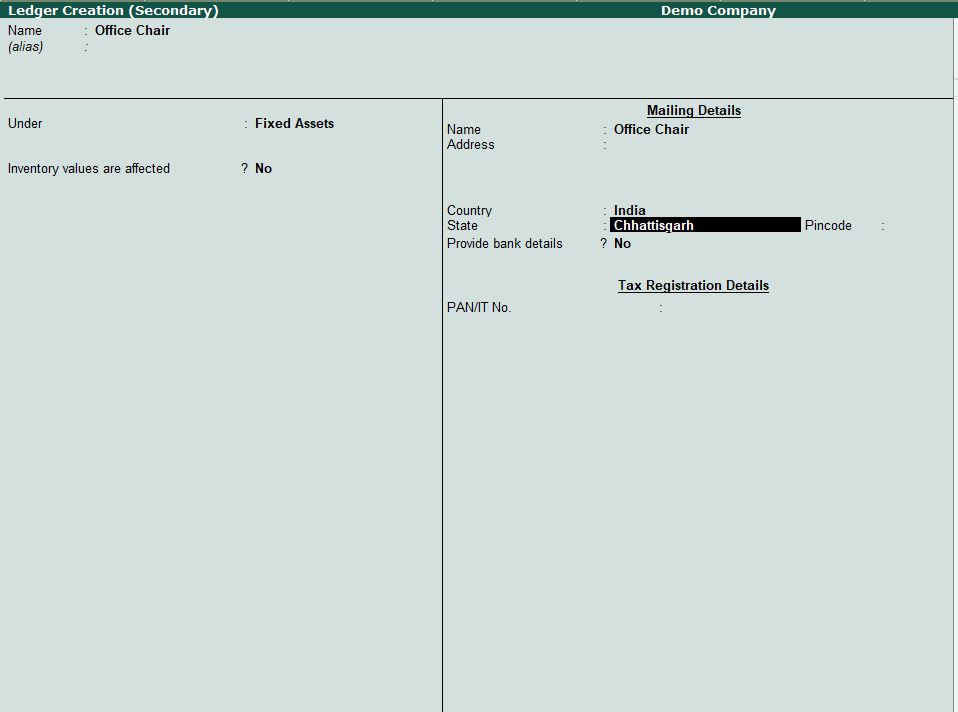 Ledger Creation (Secondary) Demo Company
Name : Office Chair
(alias) :
Under : Fixed Assets
Inventory values are affected ? No
Mailing Details
Name : Office Chair
Address :
Country : India
State : Chhattisgarh Pincode :
Provide bank details ? No
Tax Registration Details
PAN/IT No. :